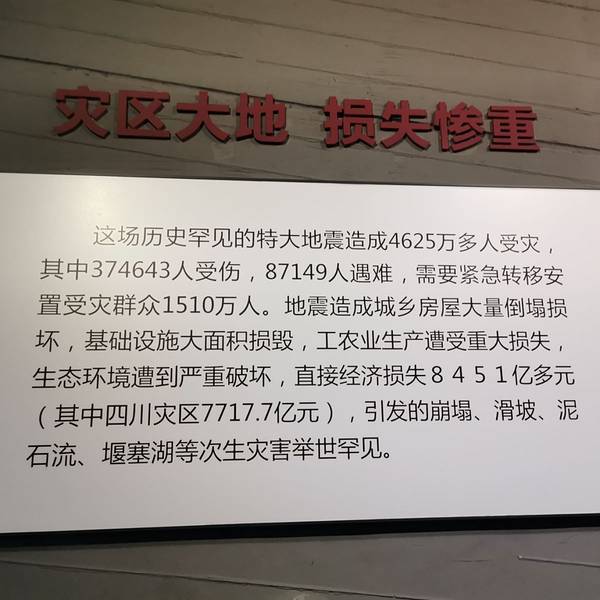 灾区大地 损失惨重
这场历史罕见的特大地震造成4625万多人受灾，
其中374643人受伤，87149人遇难，需要紧急转移安
置受灾群众1510万人。地震造成城乡房屋大量倒塌损
坏，基础设施大面积损毁，工农业生产遭受重大损失，
生态环境遭到严重破坏，直接经济损失８４５１亿多元
（其中四川灾区7717.7亿元），引发的崩塌、滑坡、泥
石流、堰塞湖等次生灾害举世罕见。